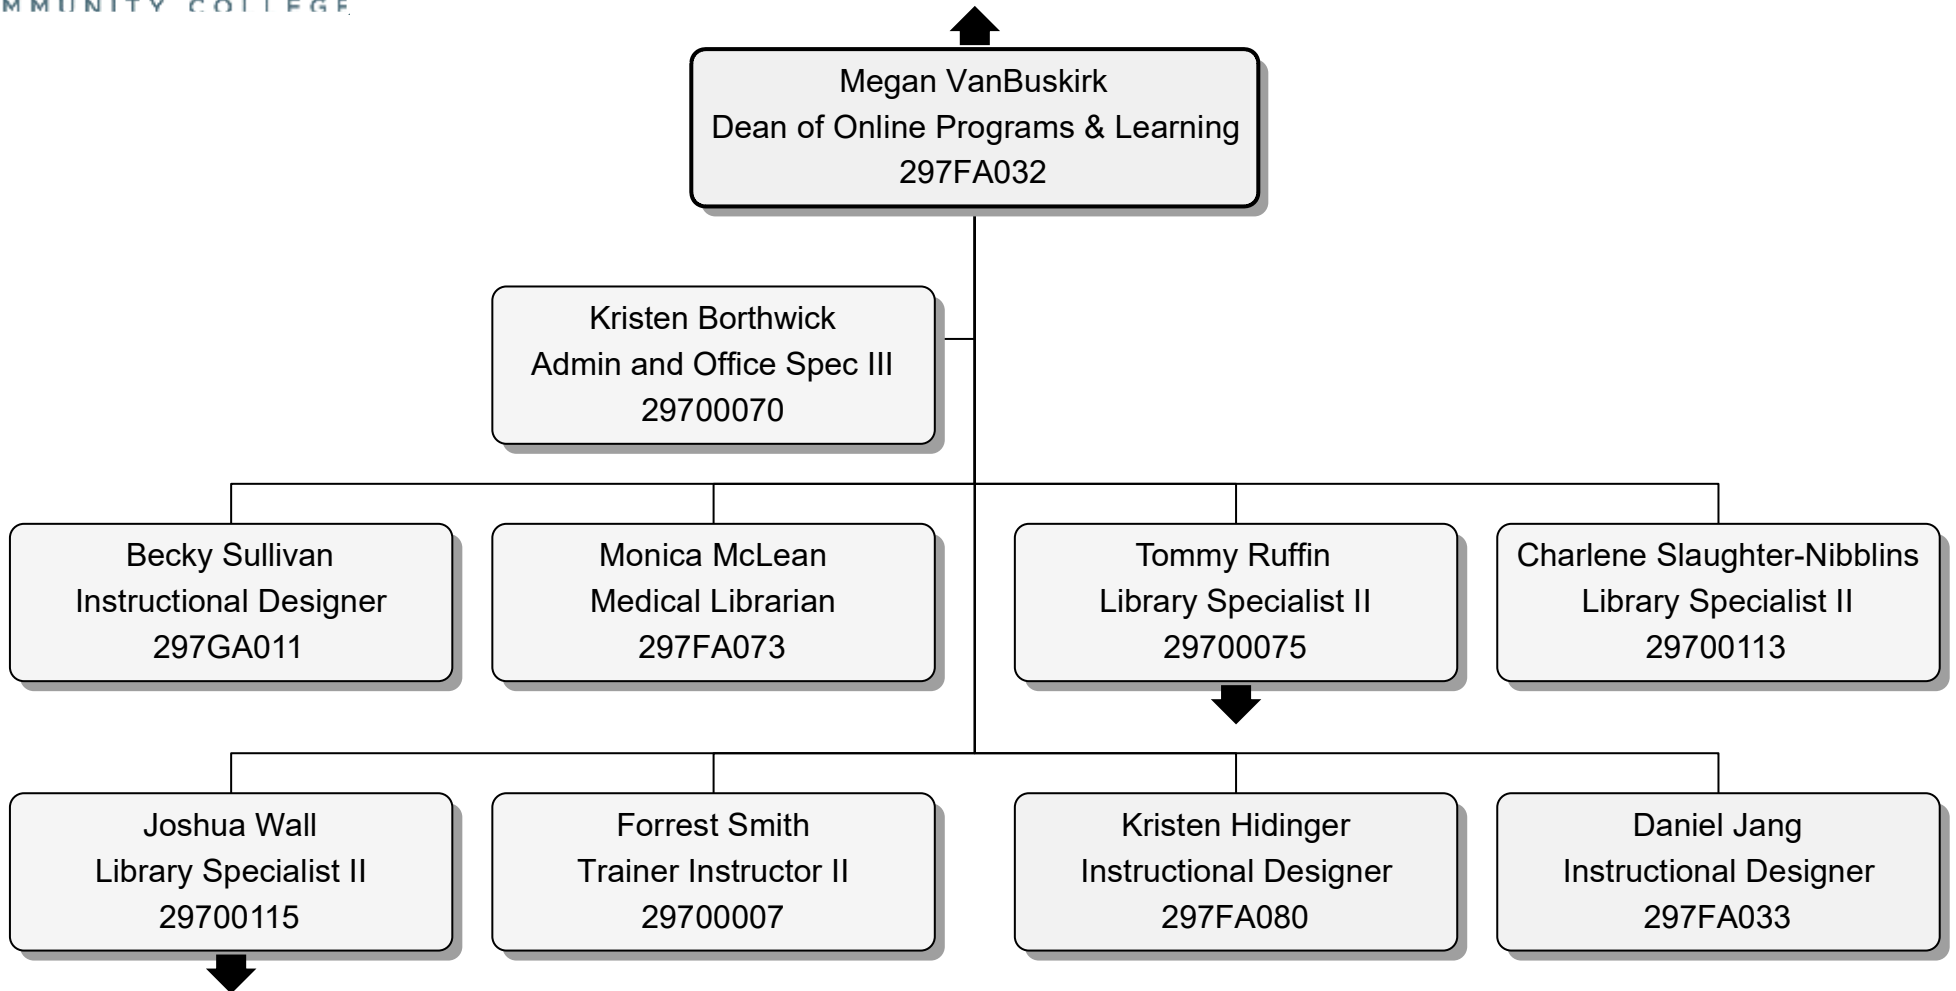 MMUNITY COLLEGE
Megan VanBuskirk
Dean of Online Programs & Learning
297FA032
Kristen Borthwick
Admin and Office Spec III
29700070
Becky Sullivan
Instructional Designer
297GA011
Monica McLean
Medical Librarian
297FA073
Tommy Ruffin
Library Specialist II
29700075
Charlene Slaughter-Nibblins
Library Specialist II
29700113
Joshua Wall
Library Specialist II
29700115
Forrest Smith
Trainer Instructor II
29700007
Kristen Hidinger
Instructional Designer
297FA080
Daniel Jang
Instructional Designer
297FA033